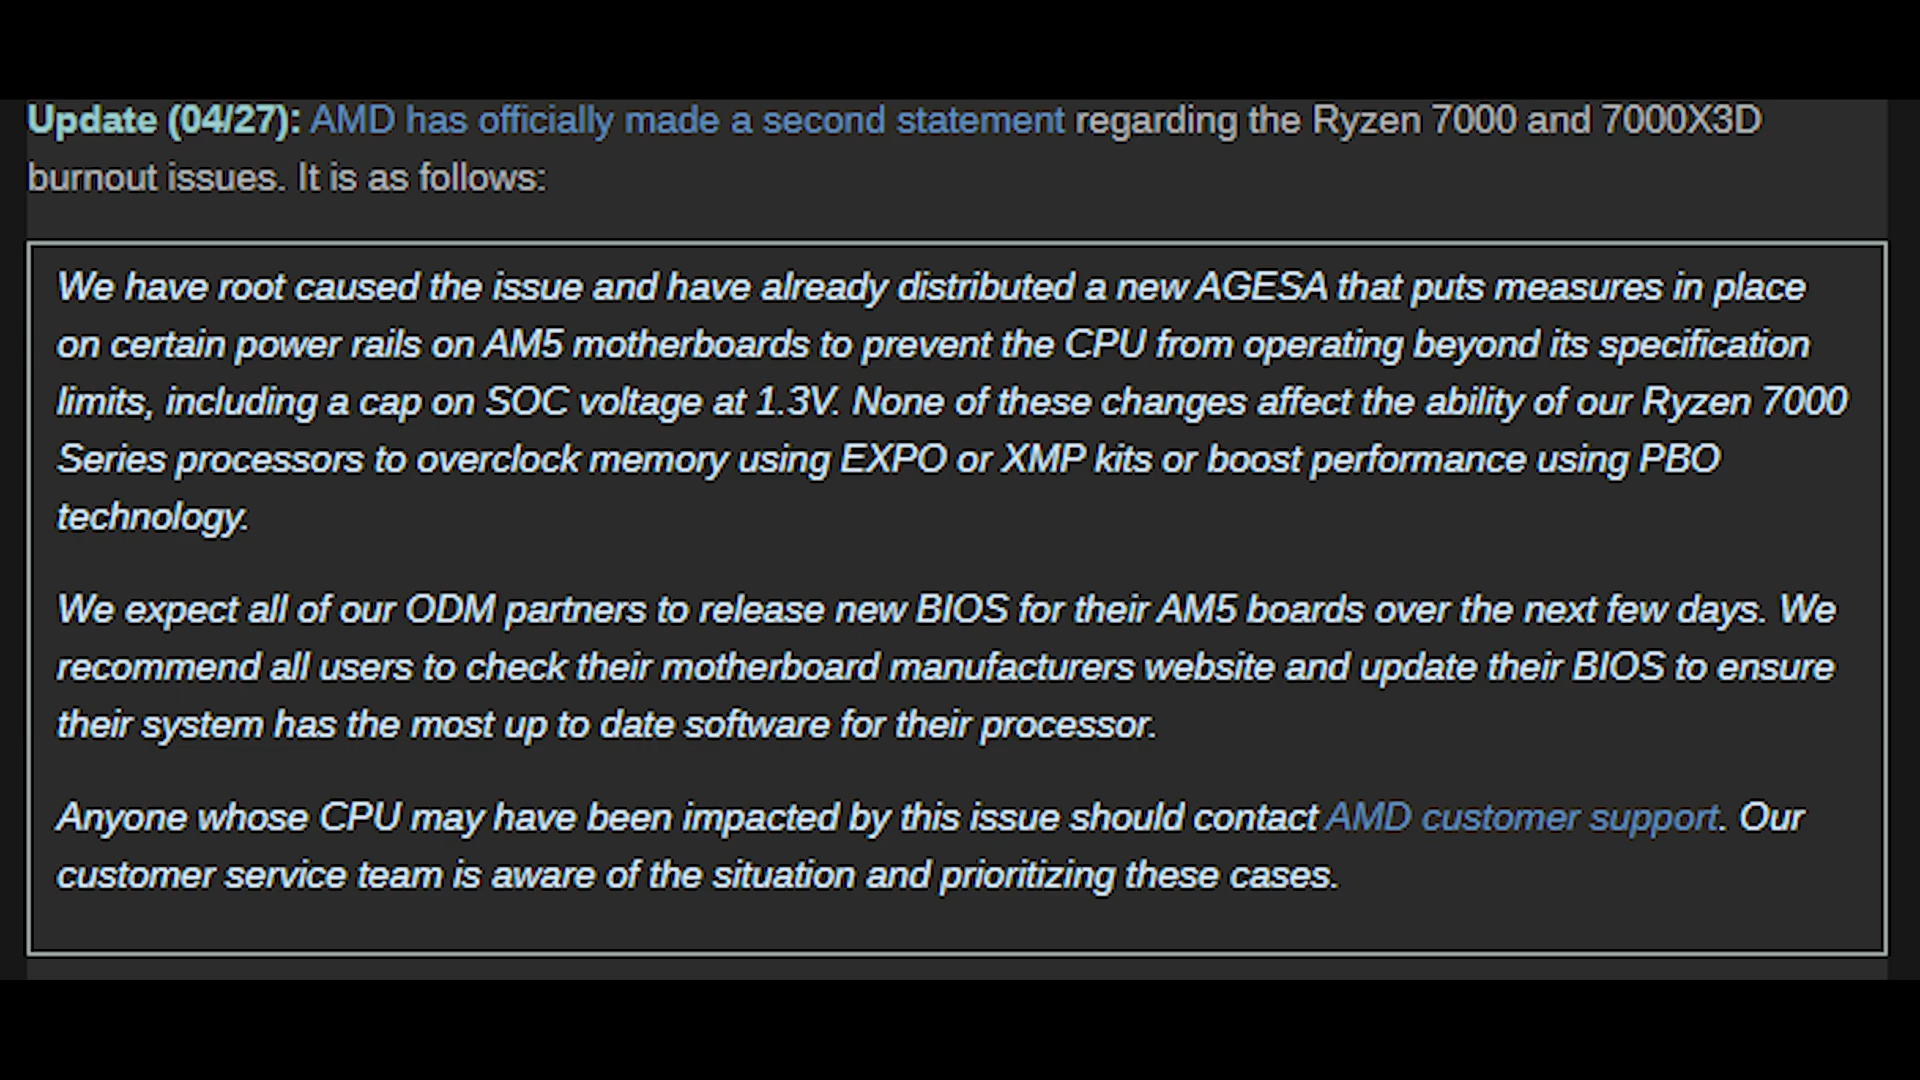 Update (04/27): AMD has officially made a second statement regarding the Ryzen 7000 and 7000X3D
burnout issues. It is as follows:
We have root caused the issue and have already distributed a new AGESA that puts measures in place
on certain power rails on AM5 motherboards to prevent the CPU from operating beyond its specification
limits, including a cap on SOC voltage at 1.3V. None of these changes affect the ability of our Ryzen 7000
Series processors to overclock memory using EXPO or XMP kits or boost performance using PBO
technology.
We expect all of our ODM partners to release new BIOS for their AM5 boards over the next few days. We
recommend all users to check their motherboard manufacturers website and update their BIOS to ensure
their system has the most up to date software for their processor.
Anyone whose CPU may have been impacted by this issue should contact AMD customer support. Our
customer service team is aware of the situation and prioritizing these cases.